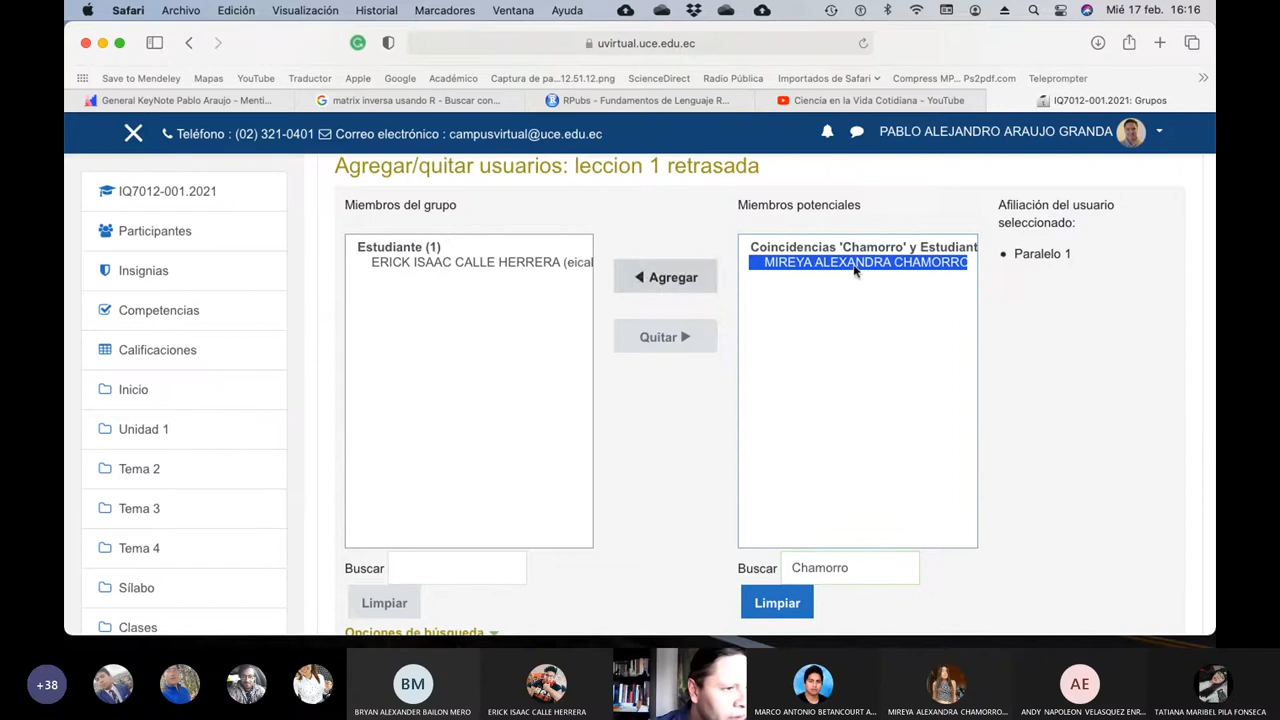 Safari Archivo Edición Visualización Historial Marcadores Ventana Ayuda Mié 17 feb. 16:16
uvirtual.uce.edu.ec
Save to Mendeley Mapas YouTube Traductor Apple Google Académico Captura de pa...12.51.12.png ScienceDirect Radio Pública Importados de Safari Compress MP... Ps2pdf.com Teleprompter
General KeyNote Pablo Araujo - Menti... matrix inversa usando R - Buscar con... RPubs - Fundamentos de Lenguaje R... Ciencia en la Vida Cotidiana - YouTube IQ7012-001.2021: Grupos
Teléfono : (02) 321-0401 Correo electrónico : campusvirtual@uce.edu.ec PABLO ALEJANDRO ARAUJO GRANDA
Agregar/quitar usuarios: leccion 1 retrasada
IQ7012-001.2021
Participantes
Insignias
Competencias
Calificaciones
Inicio
Unidad 1
Tema 2
Tema 3
Tema 4
Sílabo
Clases
Miembros del grupo
Estudiante (1)
ERICK ISAAC CALLE HERRERA (eical
Buscar
Limpiar
Opciones de búsqueda
Agregar
Quitar
Miembros potenciales
Coincidencias 'Chamorro' y Estudiant
MIREYA ALEXANDRA CHAMORRO
Buscar Chamorro
Limpiar
Afiliación del usuario
seleccionado:
Paralelo 1
+38
BM
AE
BRYAN ALEXANDER BAILON MERO ERICK ISAAC CALLE HERRERA MARCO ANTONIO BETANCOURT A... MIREYA ALEXANDRA CHAMORRO... ANDY NAPOLEON VELASQUEZ ENR... TATIANA MARIBEL PILA FONSECA